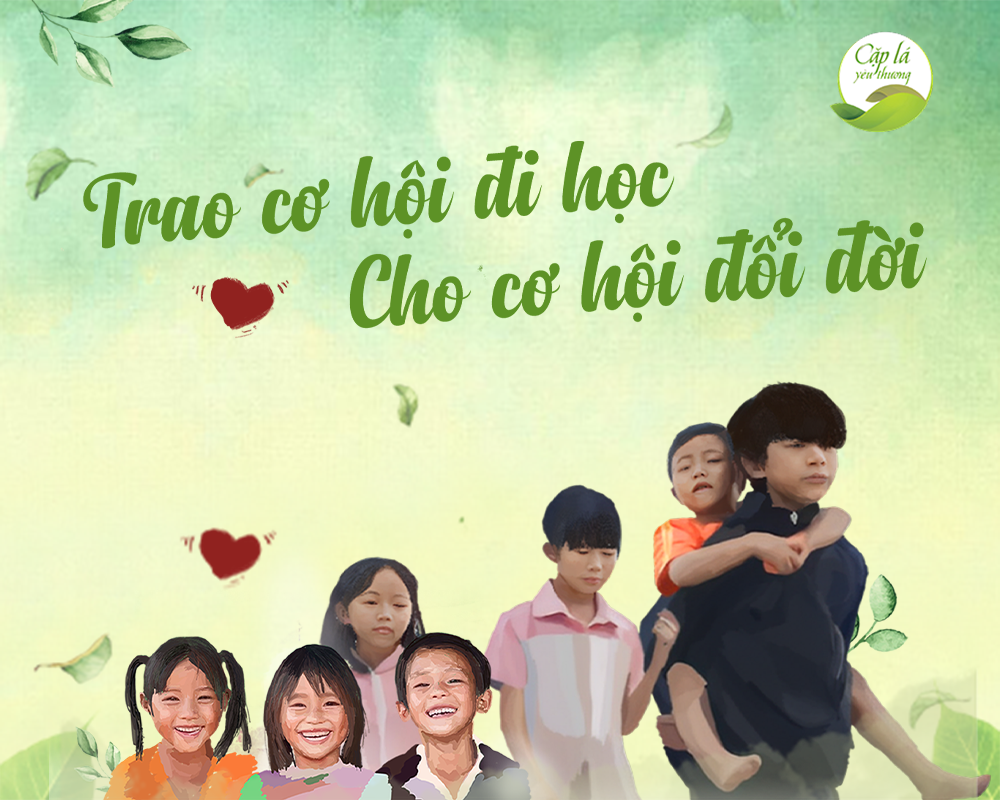 Cặp lá
yêu thương
Trao cơ hội đi học
Cho cơ hội đổi đời